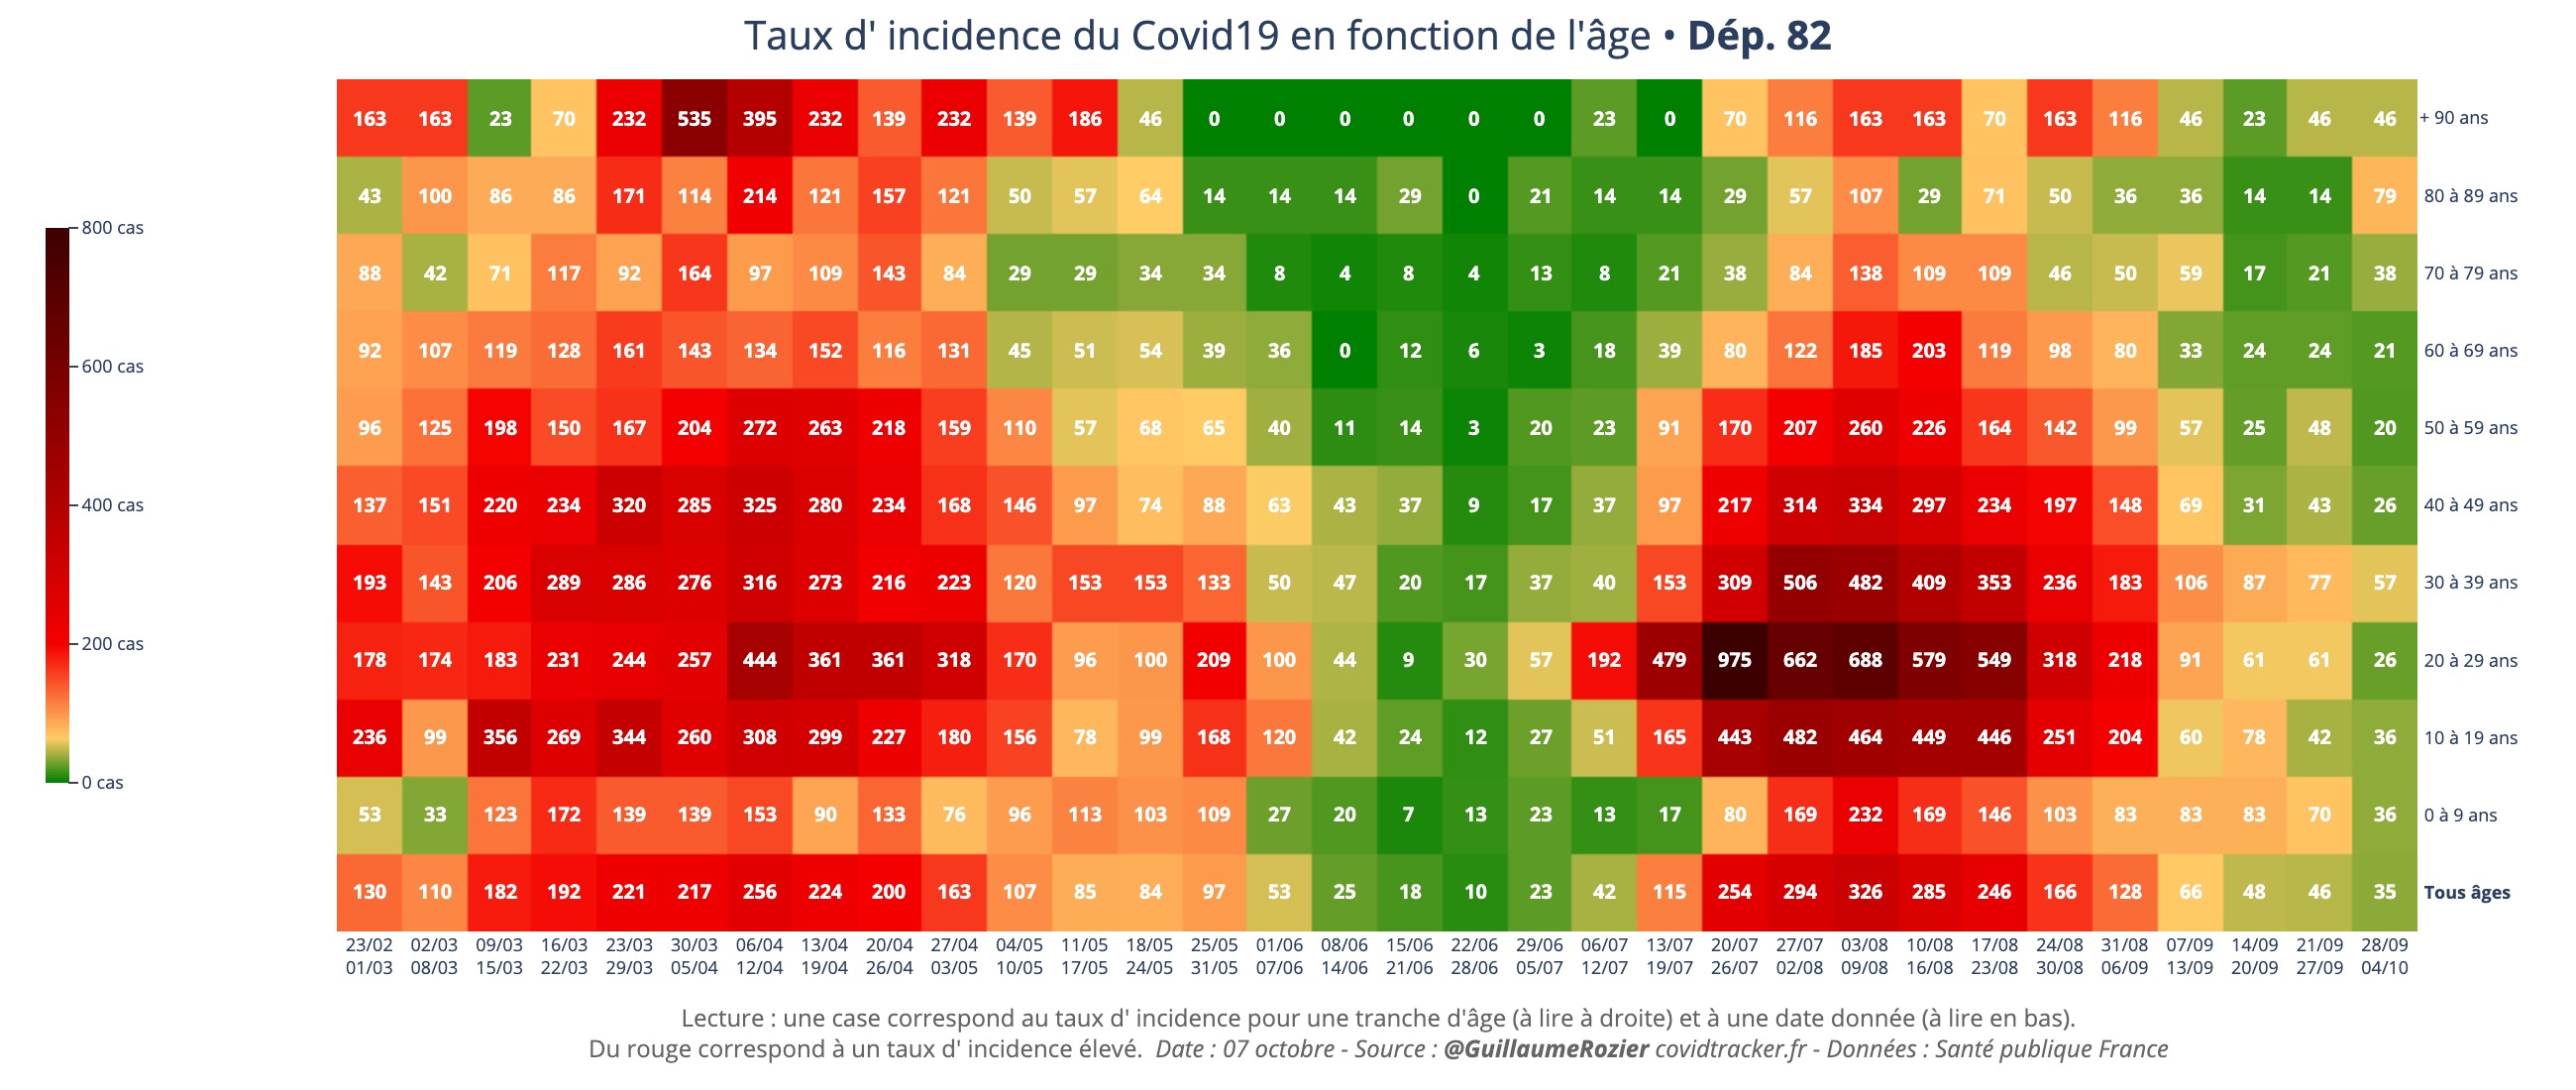 Taux d' incidence du Covid19 en fonction de l'âge • Dép. 82
800 cas
600 cas
400 cas
200 cas
0 cas
163 163 23 70 232 535 395 232 139 232 139 186 46 0 0 0 0 0 0 23 0 70 116 163 163 70 163 116 46 23 46 46 + 90 ans
43 100 86 86 171 114 214 121 157 121 50 57 64 14 14 14 29 0 21 14 14 29 57 107 29 71 50 36 36 14 14 79 80 à 89 ans
88 42 71 117 92 164 97 109 143 84 29 29 34 34 8 4 8 4 13 8 21 38 84 138 109 109 46 50 59 17 21 38 70 à 79 ans
92 107 119 128 161 143 134 152 116 131 45 51 54 39 36 0 12 6 3 18 39 80 122 185 203 119 98 80 33 24 24 21 60 à 69 ans
96 125 198 150 167 204 272 263 218 159 110 57 68 65 40 11 14 3 20 23 91 170 207 260 226 164 142 99 57 25 48 20 50 à 59 ans
137 151 220 234 320 285 325 280 234 168 146 97 74 88 63 43 37 9 17 37 97 217 314 334 297 234 197 148 69 31 43 26 40 à 49 ans
193 143 206 289 286 276 316 273 216 223 120 153 153 133 50 47 20 17 37 40 153 309 506 482 409 353 236 183 106 87 77 57 30 à 39 ans
178 174 183 231 244 257 444 361 361 318 170 96 100 209 100 44 9 30 57 192 479 975 662 688 579 549 318 218 91 61 61 26 20 à 29 ans
236 99 356 269 344 260 308 299 227 180 156 78 99 168 120 42 24 12 27 51 165 443 482 464 449 446 251 204 60 78 42 36 10 à 19 ans
53 33 123 172 139 139 153 90 133 76 96 113 103 109 27 20 7 13 23 13 17 80 169 232 169 146 103 83 83 83 70 36 0 à 9 ans
130 110 182 192 221 217 256 224 200 163 107 85 84 97 53 25 18 10 23 42 115 254 294 326 285 246 166 128 66 48 46 35 Tous âges
23/02 02/03 09/03 16/03 23/03 30/03 06/04 13/04 20/04 27/04 04/05 11/05 18/05 25/05 01/06 08/06 15/06 22/06 29/06 06/07 13/07 20/07 27/07 03/08 10/08 17/08 24/08 31/08 07/09 14/09 21/09 28/09
01/03 08/03 15/03 22/03 29/03 05/04 12/04 19/04 26/04 03/05 10/05 17/05 24/05 31/05 07/06 14/06 21/06 28/06 05/07 12/07 19/07 26/07 02/08 09/08 16/08 23/08 30/08 06/09 13/09 20/09 27/09 04/10
Lecture : une case correspond au taux d' incidence pour une tranche d'âge (à lire à droite) et à une date donnée (à lire en bas).
Du rouge correspond à un taux d' incidence élevé. Date : 07 octobre - Source : @GuillaumeRozier covidtracker.fr - Données : Santé publique France